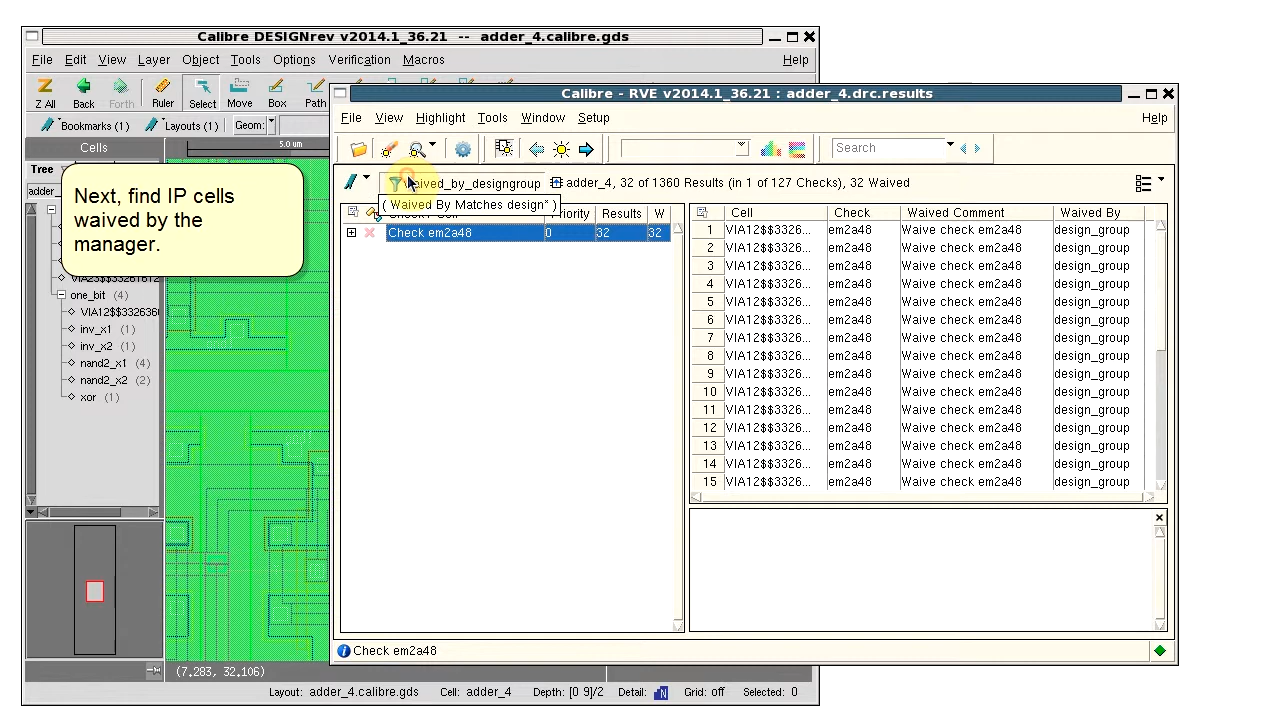 Calibre DESIGNrev v2014.1_36.21 -- adder_4.calibre.gds
File Edit View Layer Object Tools Options Verification Macros Help
Z All Back Forth Ruler Select Move Box Path
Bookmarks (1) Layouts (1) Geom:
Cells
5.0 um
Tree
adder
one_bit (4)
inv_x1 (1)
inv_x2 (1)
nand2_x1 (4)
nand2_x2 (2)
xor (1)
Next, find IP cells
waived by the
manager.
(7.283, 32.106)
Layout: adder_4.calibre.gds Cell: adder_4 Depth: [0 9]/2 Detail: Grid: off Selected: 0
Calibre - RVE v2014.1_36.21 : adder_4.drc.results
File View Highlight Tools Window Setup Help
Search
waived_by_designgroup adder_4, 32 of 1360 Results (in 1 of 127 Checks), 32 Waived
( Waived By Matches design* )
Results W
Check em2a48 0 32 32
Cell Check Waived Comment Waived By
1 VIA12$$3326... em2a48 Waive check em2a48 design_group
2 VIA12$$3326... em2a48 Waive check em2a48 design_group
3 VIA12$$3326... em2a48 Waive check em2a48 design_group
4 VIA12$$3326... em2a48 Waive check em2a48 design_group
5 VIA12$$3326... em2a48 Waive check em2a48 design_group
6 VIA12$$3326... em2a48 Waive check em2a48 design_group
7 VIA12$$3326... em2a48 Waive check em2a48 design_group
8 VIA12$$3326... em2a48 Waive check em2a48 design_group
9 VIA12$$3326... em2a48 Waive check em2a48 design_group
10 VIA12$$3326... em2a48 Waive check em2a48 design_group
11 VIA12$$3326... em2a48 Waive check em2a48 design_group
12 VIA12$$3326... em2a48 Waive check em2a48 design_group
13 VIA12$$3326... em2a48 Waive check em2a48 design_group
14 VIA12$$3326... em2a48 Waive check em2a48 design_group
15 VIA12$$3326... em2a48 Waive check em2a48 design_group
Check em2a48